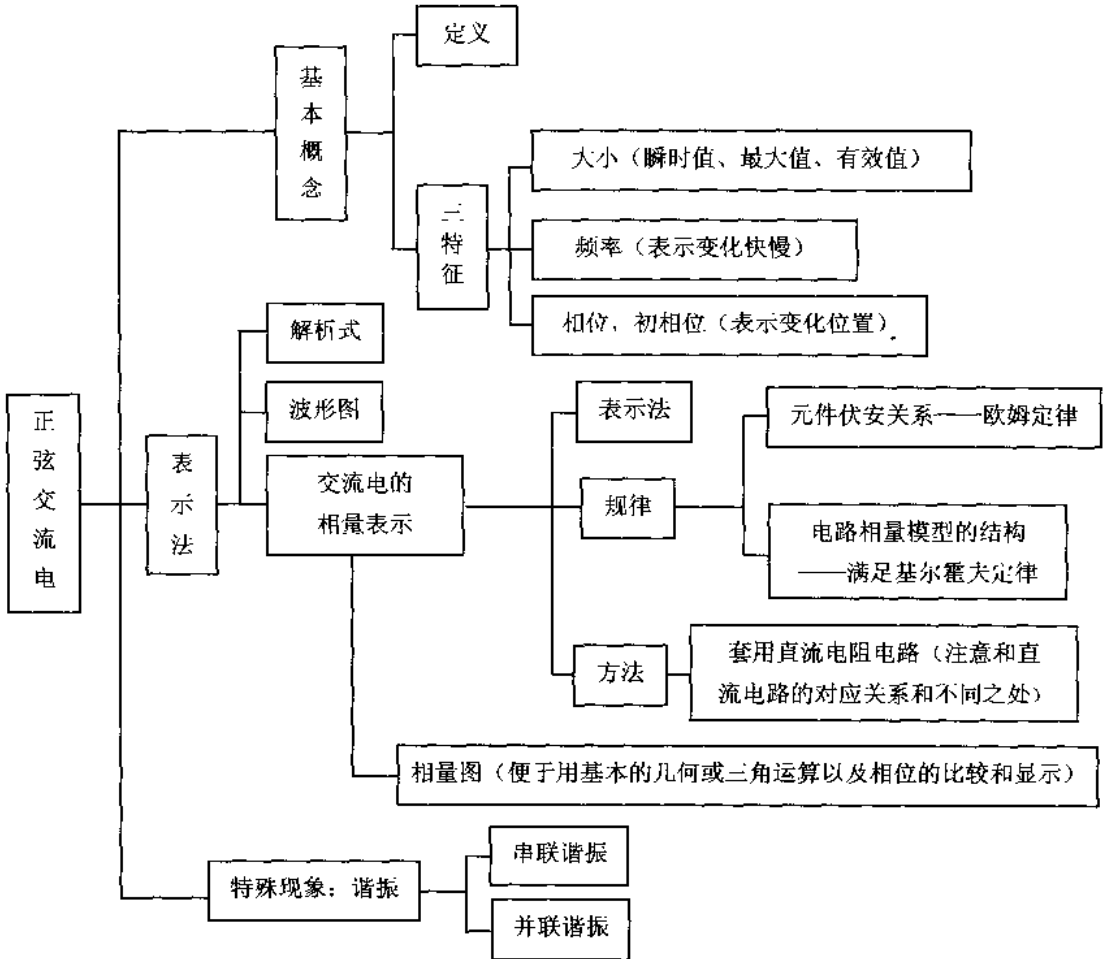 定义
基本概念
大小（瞬时值、最大值、有效值）
三特征
频率（表示变化快慢）
相位，初相位（表示变化位置）
解析式
波形图
正弦交流电
表示法
交流电的
相量表示
表示法
元件伏安关系——欧姆定律
规律
电路相量模型的结构
——满足基尔霍夫定律
方法
套用直流电阻电路（注意和直
流电路的对应关系和不同之处）
相量图（便于用基本的几何或三角运算以及相位的比较和显示）
特殊现象：谐振
串联谐振
并联谐振